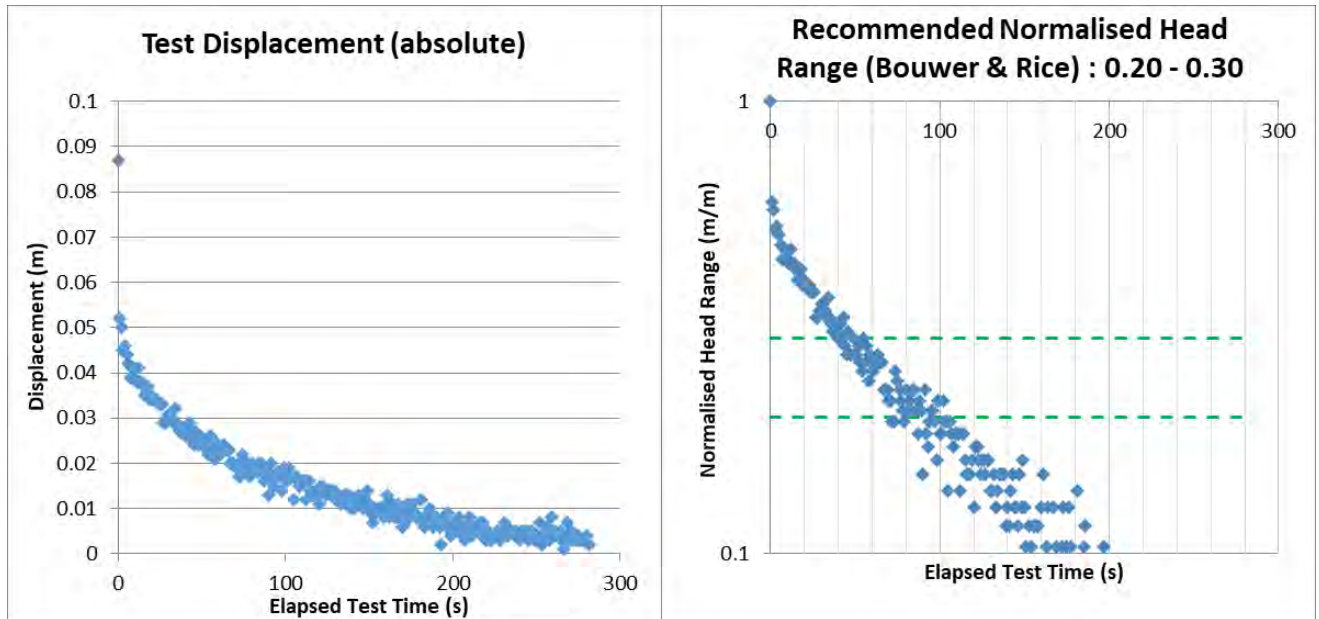 Test Displacement (absolute)
Displacement (m)
0.1
0.09
0.08
0.07
0.06
0.05
0.04
0.03
0.02
0.01
0
0 100 200 300
Elapsed Test Time (s)
Recommended Normalised Head
Range (Bouwer & Rice) : 0.20 - 0.30
Normalised Head Range (m/m)
1
0 100 200 300
0.1
Elapsed Test Time (s)